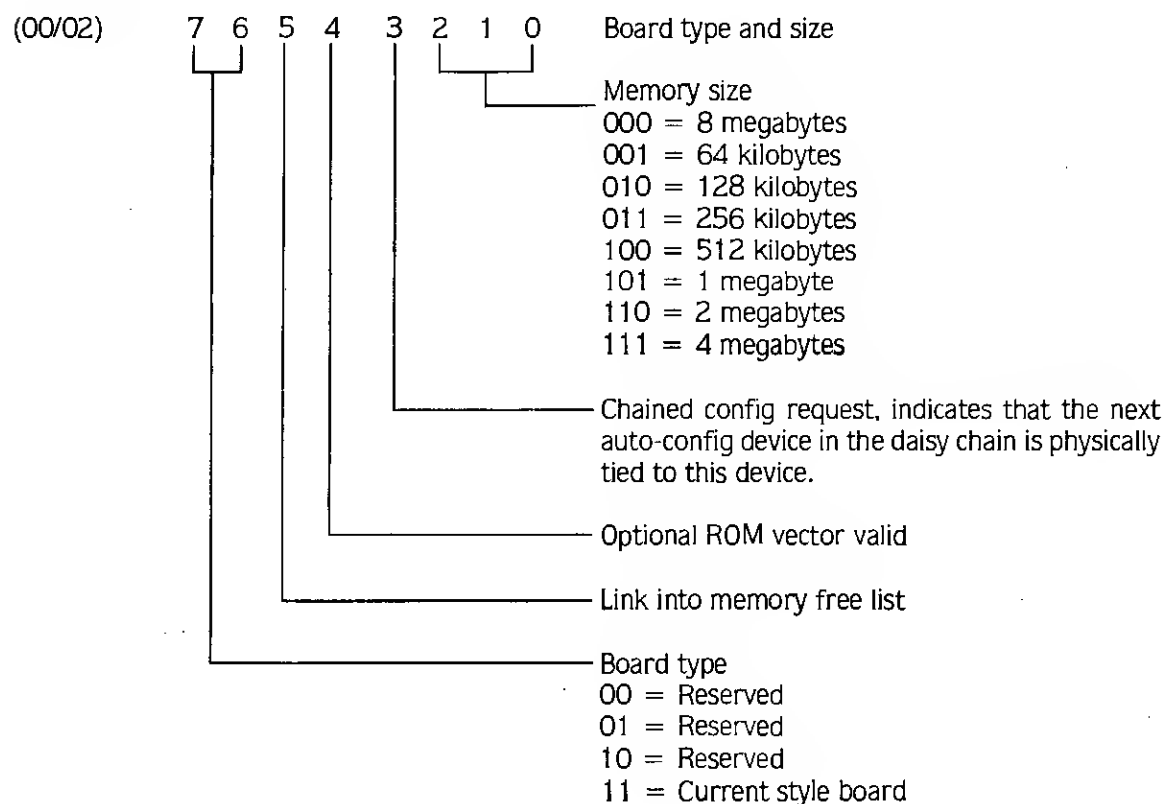 (00/02) 7 6 5 4 3 2 1 0 Board type and size
Memory size
000 = 8 megabytes
001 = 64 kilobytes
010 = 128 kilobytes
011 = 256 kilobytes
100 = 512 kilobytes
101 = 1 megabyte
110 = 2 megabytes
111 = 4 megabytes
Chained config request, indicates that the next
auto-config device in the daisy chain is physically
tied to this device.
Optional ROM vector valid
Link into memory free list
Board type
00 = Reserved
01 = Reserved
10 = Reserved
11 = Current style board